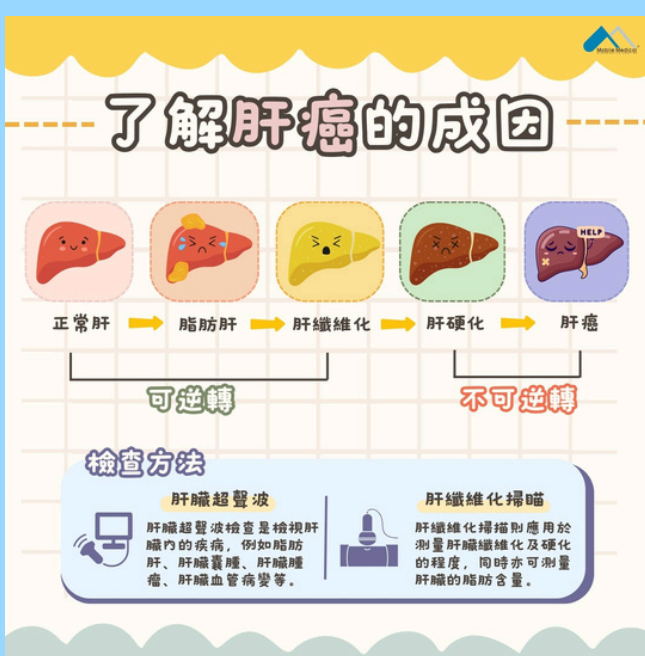 Mobile Medical
了解肝癌的成因
HELP
正常肝
脂肪肝
肝纖維化
肝硬化
肝癌
可逆轉
不可逆轉
檢查方法
肝臟超聲波
肝臟超聲波檢查是檢視肝
臟內的疾病，例如脂肪
肝、肝臟囊腫、肝臟腫
瘤、肝臟血管病變等。
肝纖維化掃瞄
肝纖維化掃描則應用於
測量肝臟纖維化及硬化
的程度，同時亦可測量
肝臟的脂肪含量。